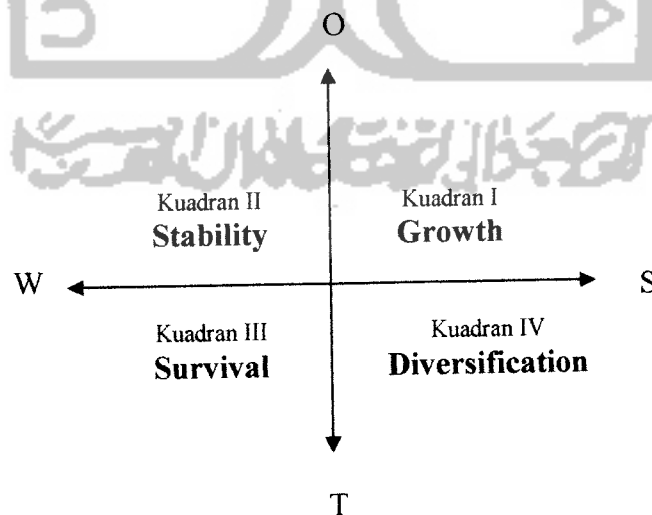 O
Kuadran II
Stability
Kuadran I
Growth
W
S
Kuadran III
Survival
Kuadran IV
Diversification
T